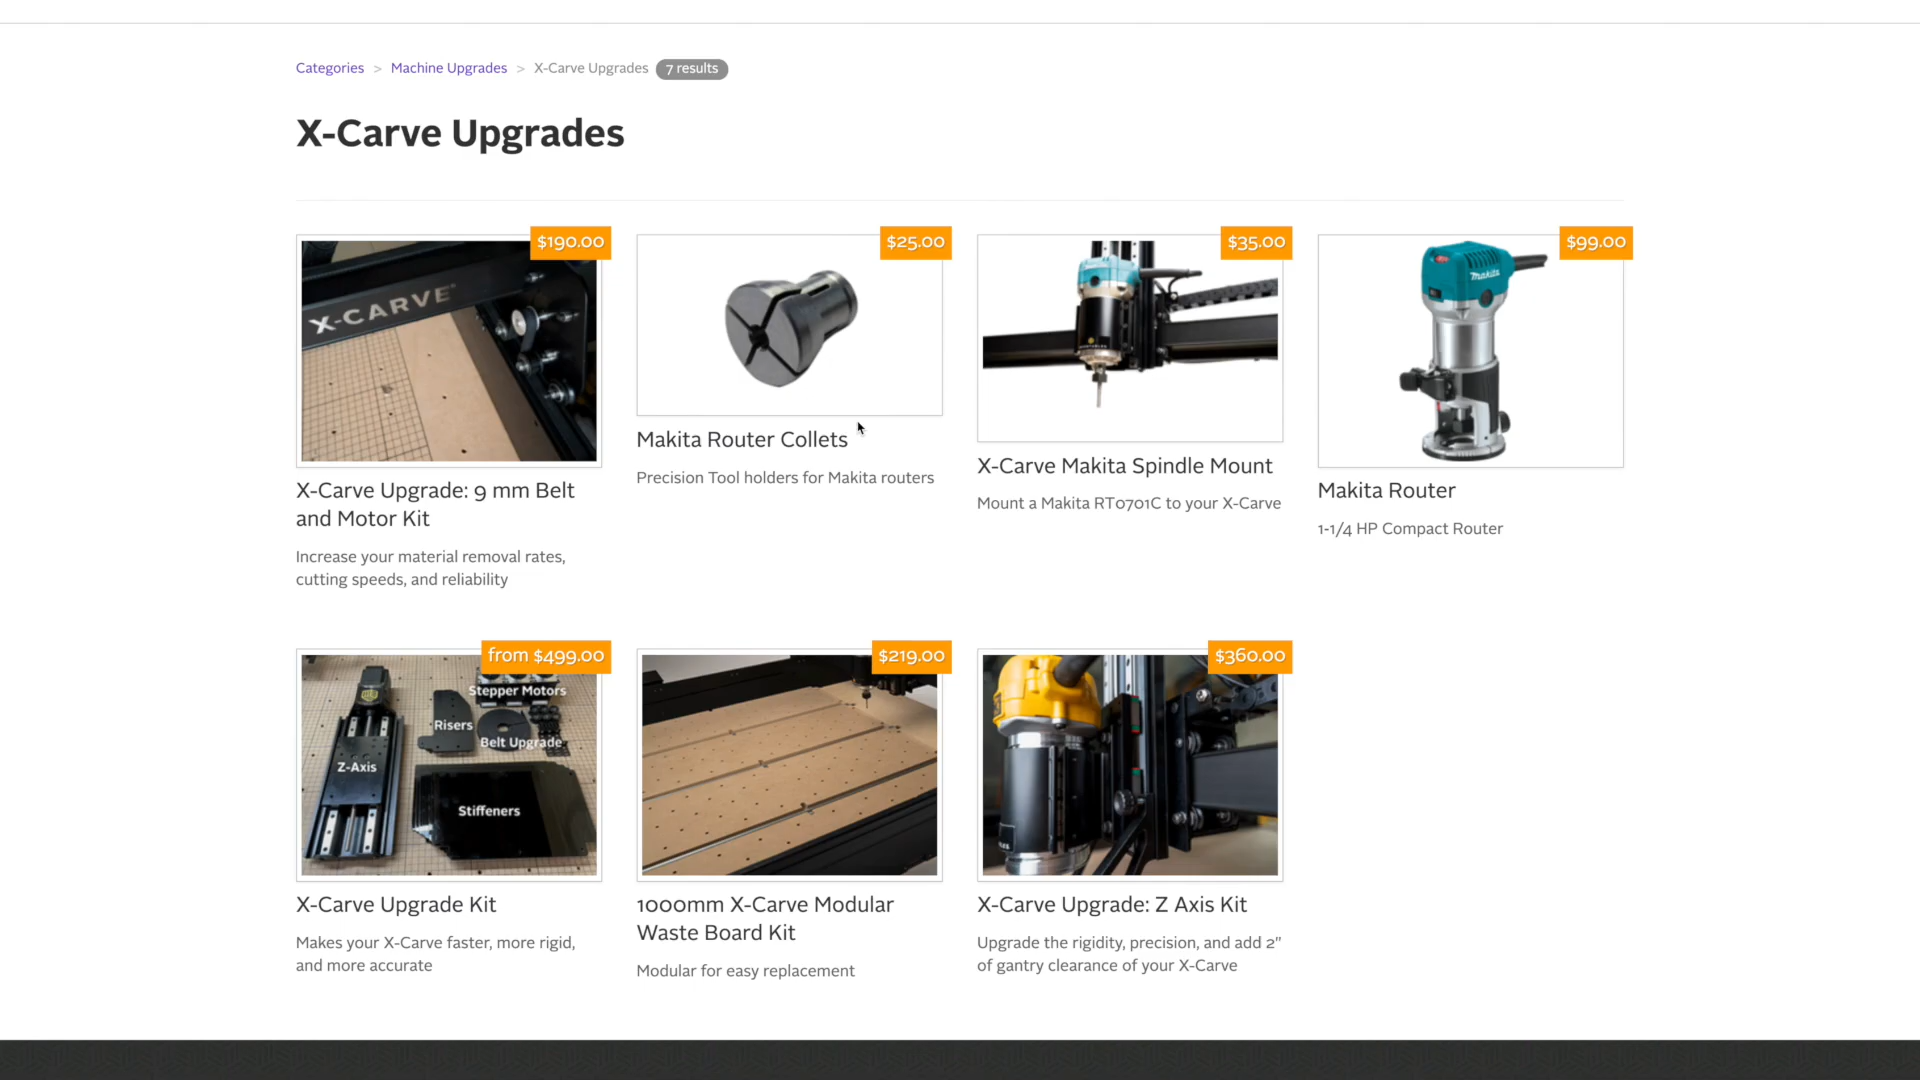 Categories > Machine Upgrades > X-Carve Upgrades 7 results
X-Carve Upgrades
$190.00
X-CARVE
X-Carve Upgrade: 9 mm Belt
and Motor Kit
Increase your material removal rates,
cutting speeds, and reliability
$25.00
Makita Router Collets
Precision Tool holders for Makita routers
$35.00
X-Carve Makita Spindle Mount
Mount a Makita RT0701C to your X-Carve
$99.00
Makita
Makita Router
1-1/4 HP Compact Router
from $499.00
Stepper Motors
Risers
Belt Upgrade
Z-Axis
Stiffeners
X-Carve Upgrade Kit
Makes your X-Carve faster, more rigid,
and more accurate
$219.00
1000mm X-Carve Modular
Waste Board Kit
Modular for easy replacement
$360.00
X-Carve Upgrade: Z Axis Kit
Upgrade the rigidity, precision, and add 2"
of gantry clearance of your X-Carve